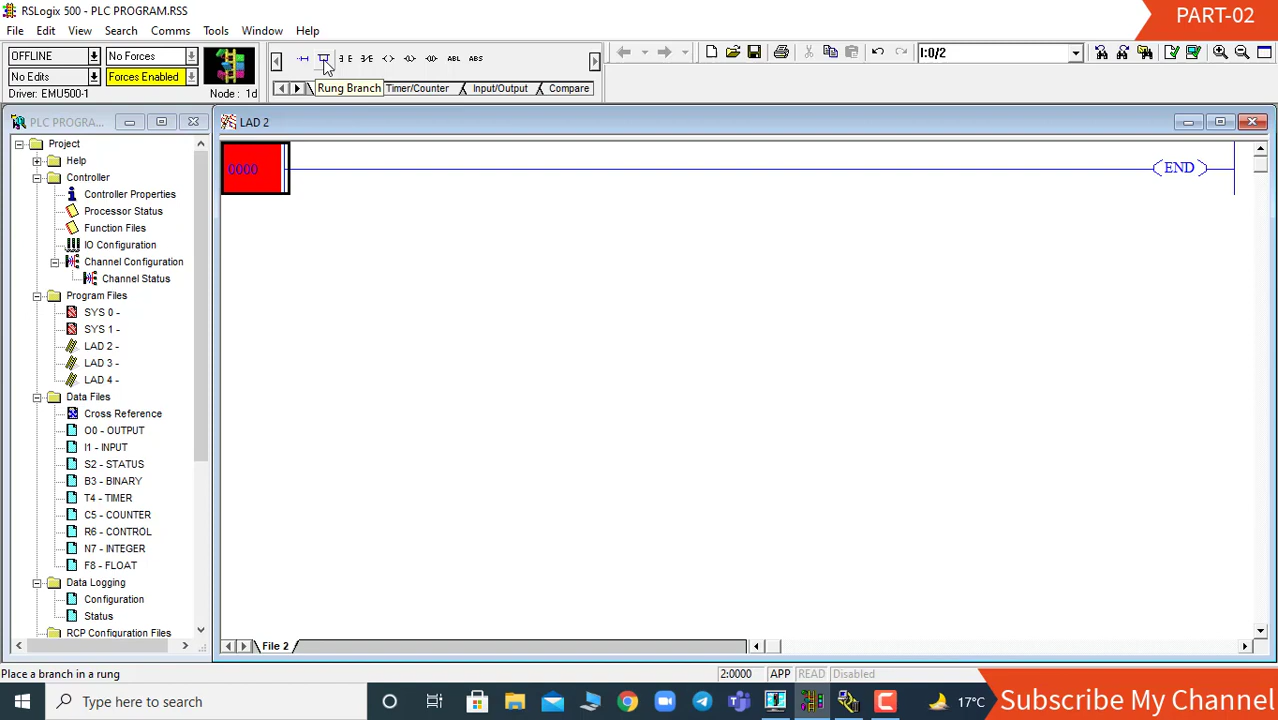 RSLogix 500 - PLC PROGRAM.RSS
PART-02
File Edit View Search Comms Tools Window Help
OFFLINE No Forces
No Edits Forces Enabled
Driver: EMU500-1 Node : 1d
ABL ABS
Rung Branch Timer/Counter Input/Output Compare
I:0/2
PLC PROGRA...
LAD 2
Project
Help
Controller
Controller Properties
Processor Status
Function Files
IO Configuration
Channel Configuration
Channel Status
Program Files
SYS 0 -
SYS 1 -
LAD 2 -
LAD 3 -
LAD 4 -
Data Files
Cross Reference
O0 - OUTPUT
I1 - INPUT
S2 - STATUS
B3 - BINARY
T4 - TIMER
C5 - COUNTER
R6 - CONTROL
N7 - INTEGER
F8 - FLOAT
Data Logging
Configuration
Status
RCP Configuration Files
0000
END
File 2
Place a branch in a rung
2:0000 APP READ Disabled
Type here to search
17°C
Subscribe My Channel